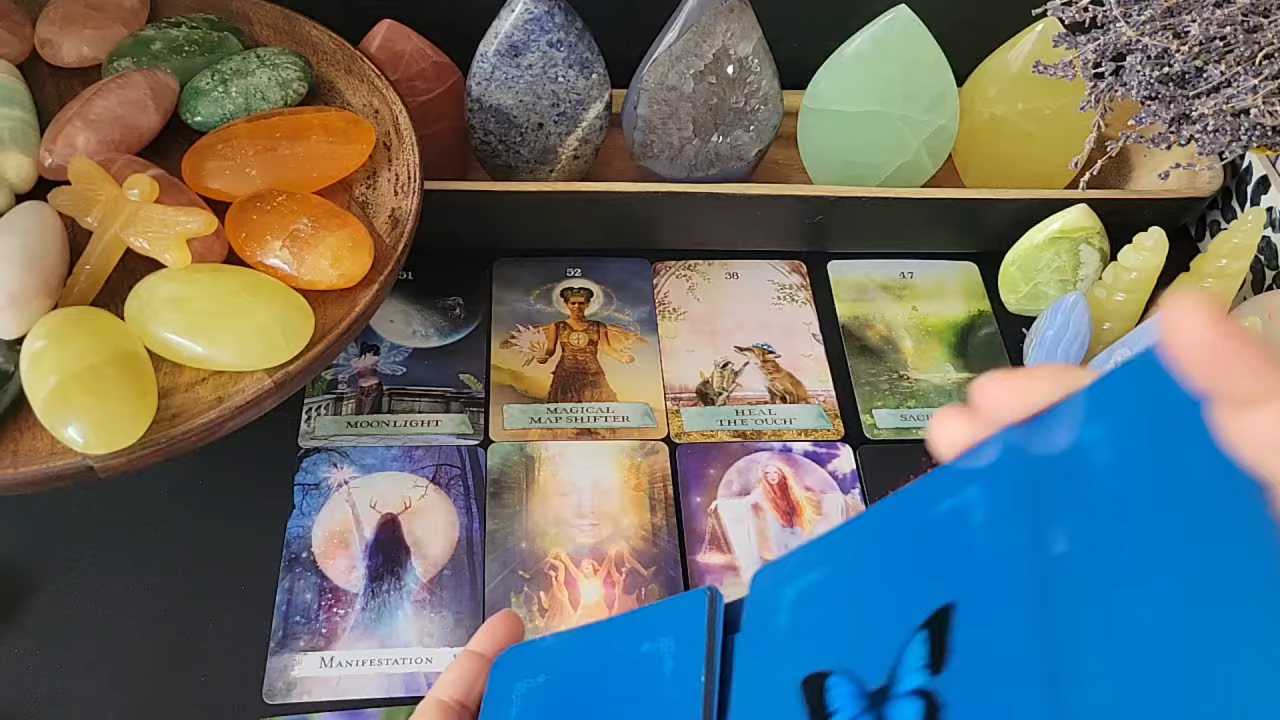 51
52
38
47
MOONLIGHT
MAGICAL
MAP SHIFTER
HEAL
THE "OUCH"
MANIFESTATION